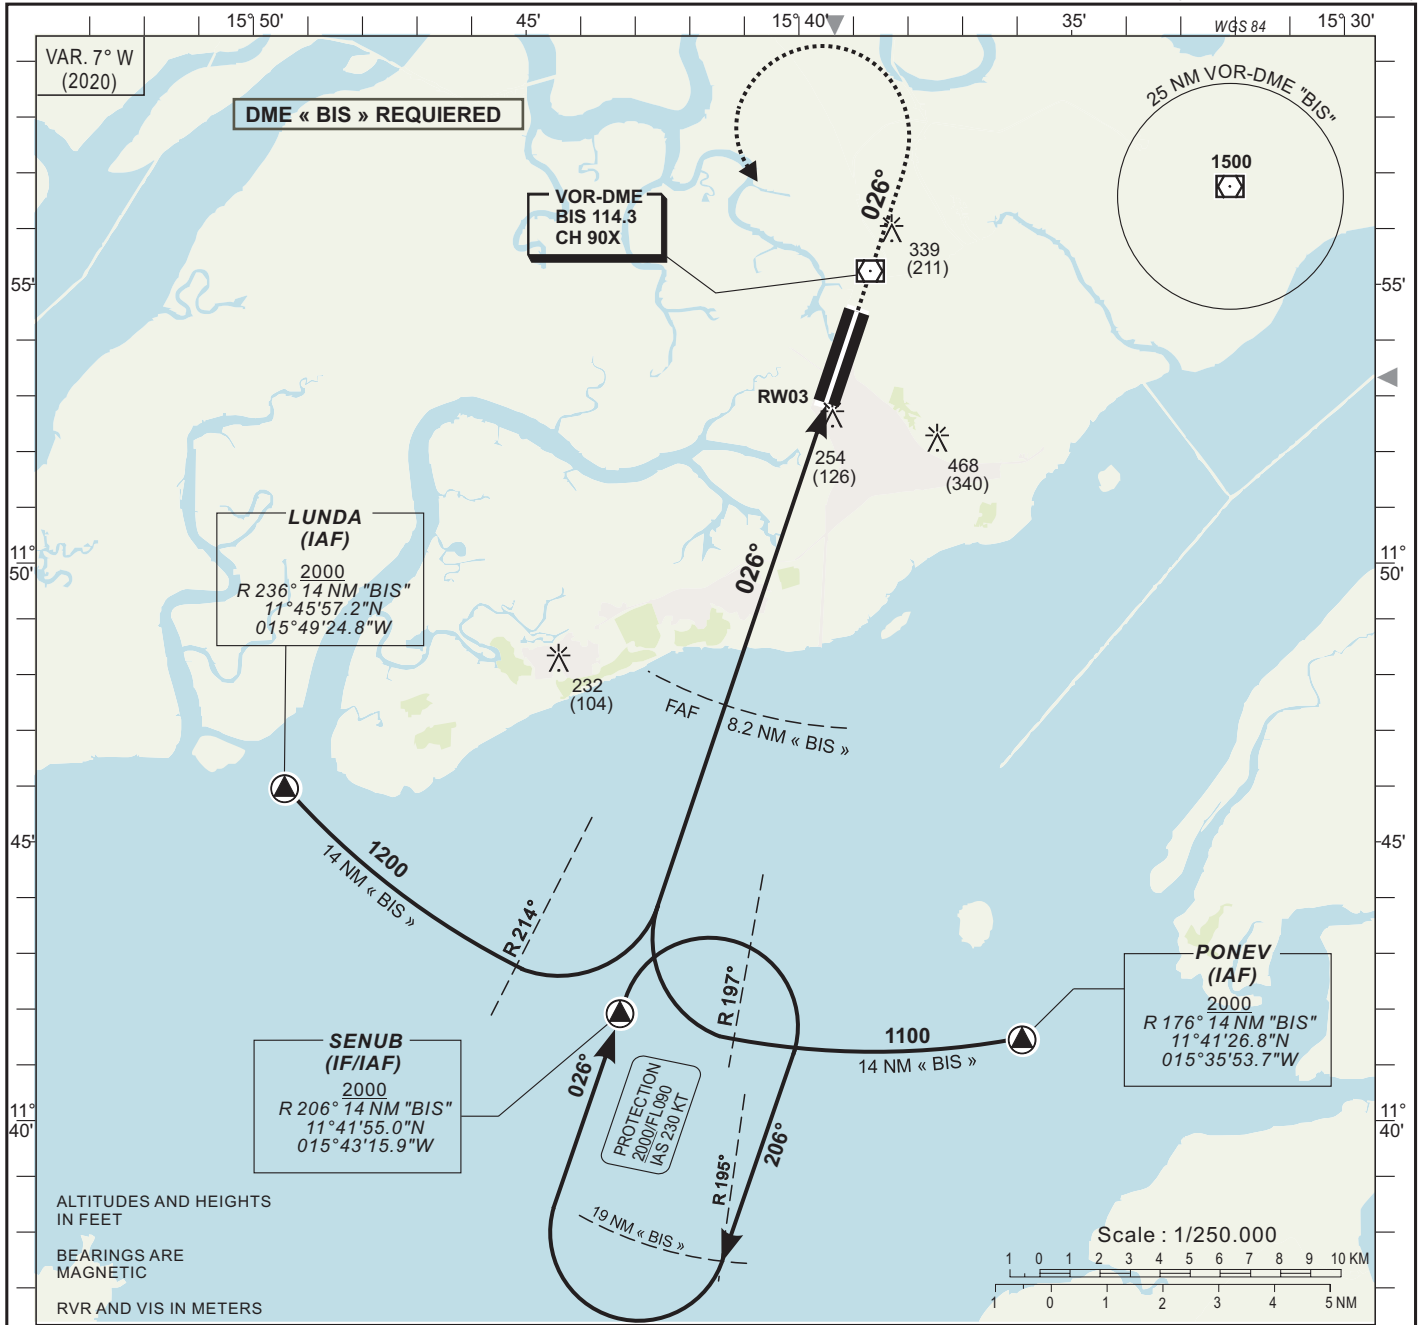 15°50'
45'
15°40'
35'
WGS 84
15°30'
VAR. 7° W
(2020)
DME « BIS » REQUIERED
25 NM VOR-DME "BIS"
1500
VOR-DME
BIS 114.3
CH 90X
026°
339
(211)
55'
55'
RW03
254
(126)
468
(340)
LUNDA
(IAF)
2000
R 236° 14 NM "BIS"
11°45'57.2"N
015°49'24.8"W
11°
50'
11°
50'
026°
232
(104)
FAF 8.2 NM « BIS »
45'
45'
1200
14 NM « BIS »
R 214°
R 197°
PONEV
(IAF)
2000
R 176° 14 NM "BIS"
11°41'26.8"N
015°35'53.7"W
1100
14 NM « BIS »
SENUB
(IF/IAF)
2000
R 206° 14 NM "BIS"
11°41'55.0"N
015°43'15.9"W
026°
PROTECTION
2000/FL090
IAS 230 KT
206°
R 195°
19 NM « BIS »
11°
40'
11°
40'
ALTITUDES AND HEIGHTS
IN FEET
BEARINGS ARE
MAGNETIC
RVR AND VIS IN METERS
Scale : 1/250.000
1 0 1 2 3 4 5 6 7 8 9 10 KM
1 0 1 2 3 4 5 NM